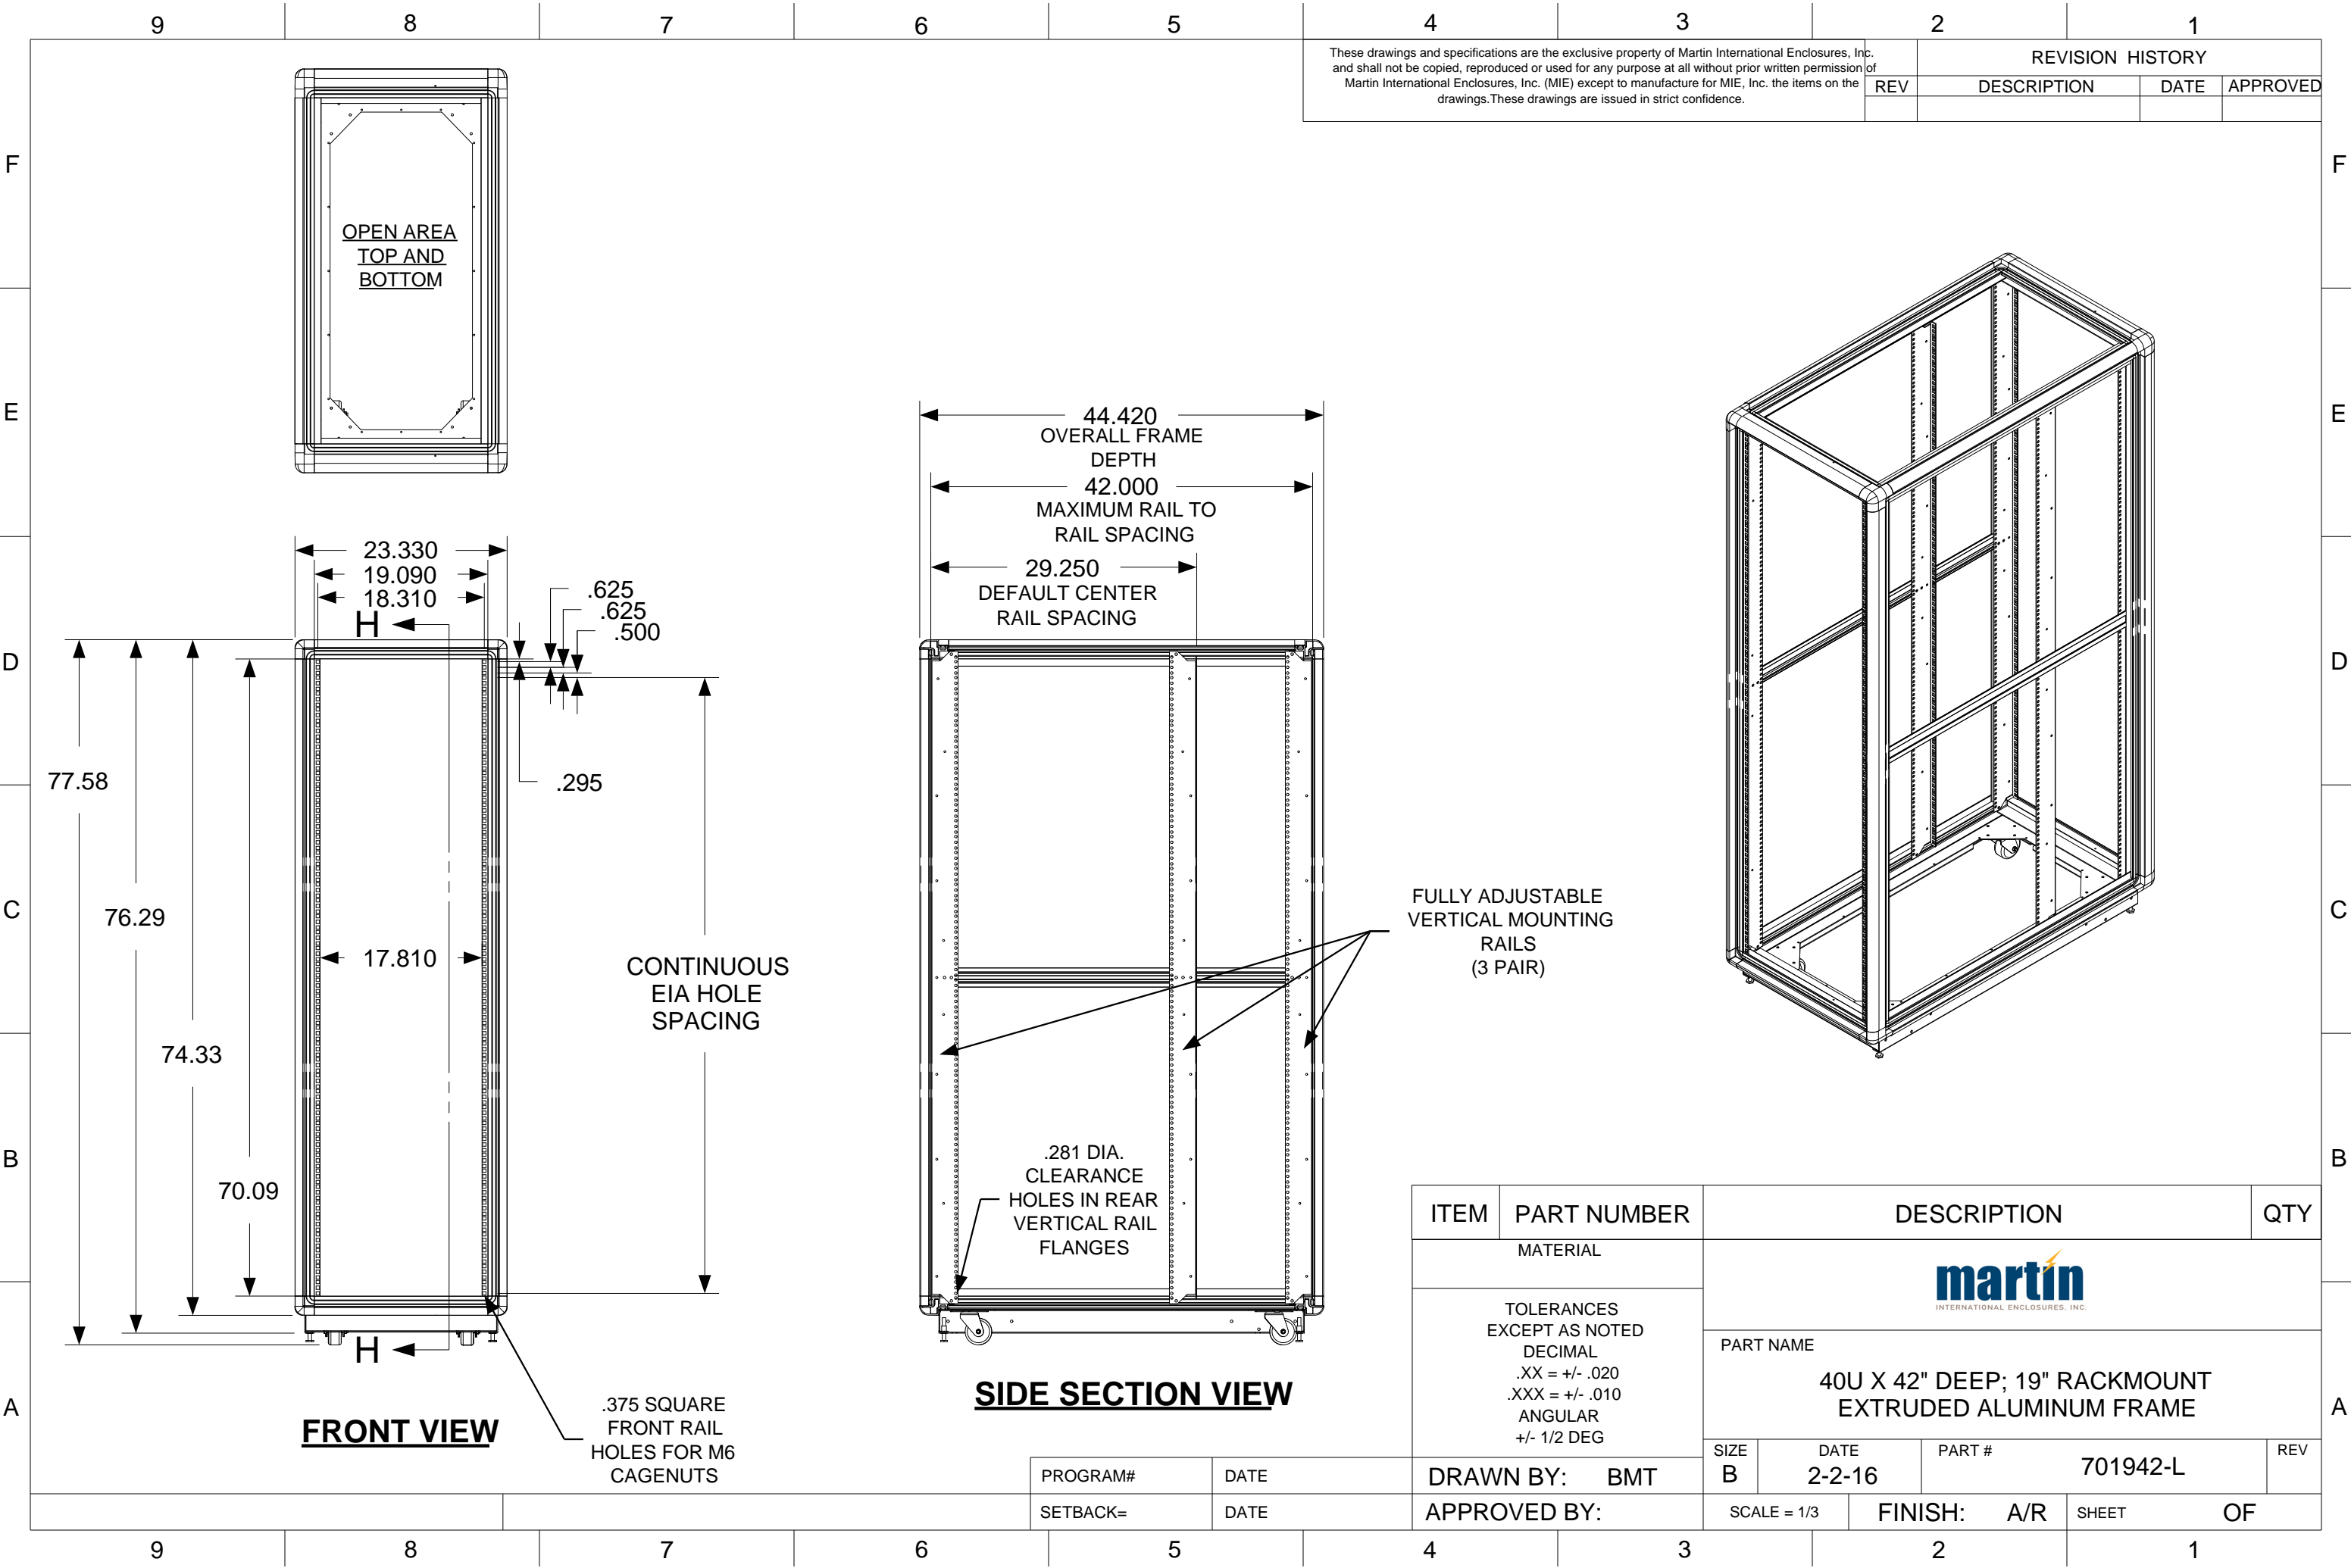 9 8 7 6 5 4 3 2 1
These drawings and specifications are the exclusive property of Martin International Enclosures, Inc.
and shall not be copied, reproduced or used for any purpose at all without prior written permission of
Martin International Enclosures, Inc. (MIE) except to manufacture for MIE, Inc. the items on the
drawings.These drawings are issued in strict confidence.
REVISION HISTORY
REV DESCRIPTION DATE APPROVED
F F
E E
D D
C C
B B
A A
OPEN AREA
TOP AND
BOTTOM
23.330
19.090
18.310
H
.625
.625
.500
.295
77.58
76.29
74.33
70.09
17.810
CONTINUOUS
EIA HOLE
SPACING
H
FRONT VIEW
.375 SQUARE
FRONT RAIL
HOLES FOR M6
CAGENUTS
44.420
OVERALL FRAME
DEPTH
42.000
MAXIMUM RAIL TO
RAIL SPACING
29.250
DEFAULT CENTER
RAIL SPACING
FULLY ADJUSTABLE
VERTICAL MOUNTING
RAILS
(3 PAIR)
.281 DIA.
CLEARANCE
HOLES IN REAR
VERTICAL RAIL
FLANGES
SIDE SECTION VIEW
ITEM PART NUMBER DESCRIPTION QTY
MATERIAL
TOLERANCES
EXCEPT AS NOTED
DECIMAL
.XX = +/- .020
.XXX = +/- .010
ANGULAR
+/- 1/2 DEG
martin
INTERNATIONAL ENCLOSURES, INC.
PART NAME
40U X 42" DEEP; 19" RACKMOUNT
EXTRUDED ALUMINUM FRAME
SIZE DATE PART # REV
B 2-2-16 701942-L
PROGRAM# DATE
SETBACK= DATE
DRAWN BY: BMT
APPROVED BY:
SCALE = 1/3 FINISH: A/R SHEET OF
9 8 7 6 5 4 3 2 1